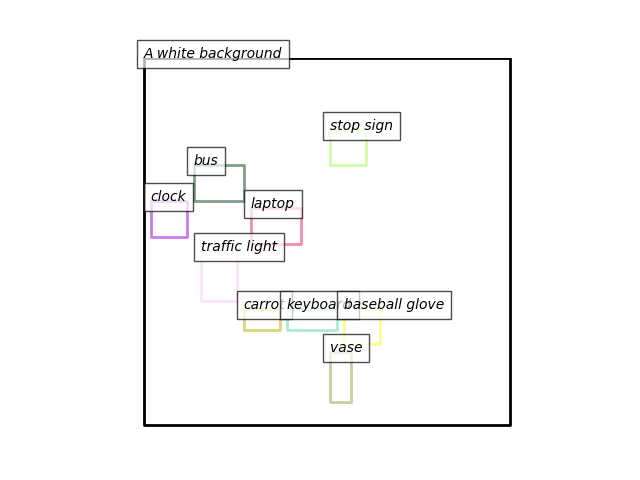 A white background
stop sign
bus
clock
laptop
traffic light
carrot
keyboard
baseball glove
vase